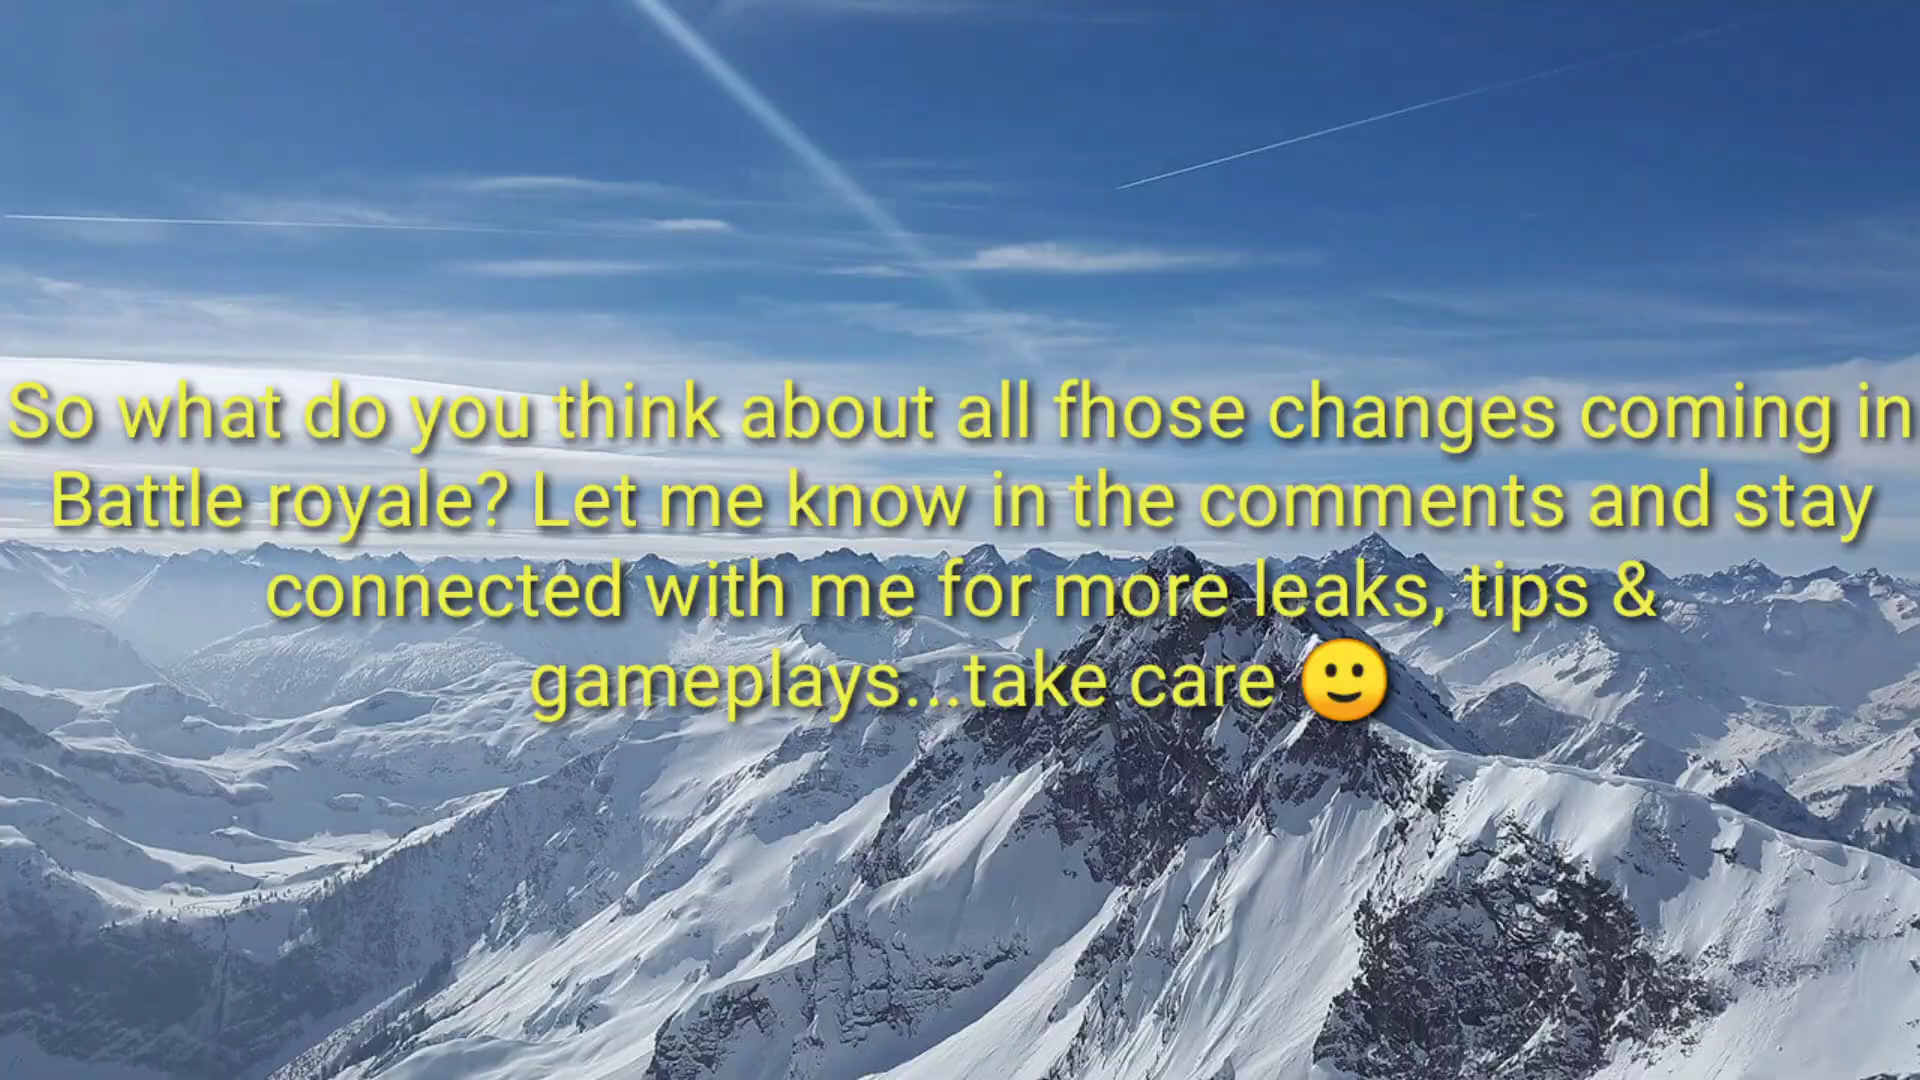 So what do you think about all fhose changes coming in
Battle royale? Let me know in the comments and stay
connected with me for more leaks, tips &
gameplays...take care 🙂